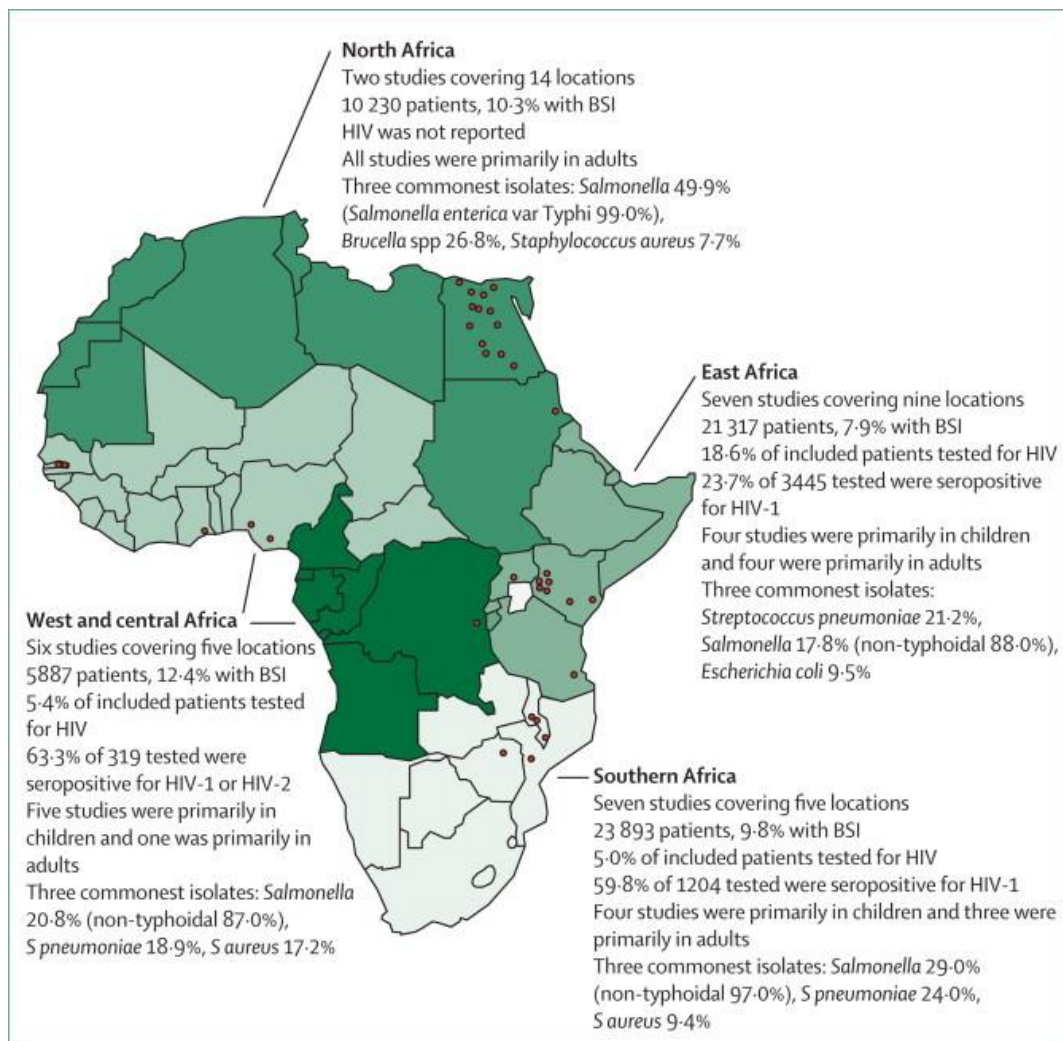 North Africa
Two studies covering 14 locations
10 230 patients, 10·3% with BSI
HIV was not reported
All studies were primarily in adults
Three commonest isolates: Salmonella 49·9%
(Salmonella enterica var Typhi 99·0%),
Brucella spp 26·8%, Staphylococcus aureus 7·7%
East Africa
Seven studies covering nine locations
21 317 patients, 7·9% with BSI
18·6% of included patients tested for HIV
23·7% of 3445 tested were seropositive
for HIV-1
Four studies were primarily in children
and four were primarily in adults
Three commonest isolates:
Streptococcus pneumoniae 21·2%,
Salmonella 17·8% (non-typhoidal 88·0%),
Escherichia coli 9·5%
West and central Africa
Six studies covering five locations
5887 patients, 12·4% with BSI
5·4% of included patients tested
for HIV
63·3% of 319 tested were
seropositive for HIV-1 or HIV-2
Five studies were primarily in
children and one was primarily in
adults
Three commonest isolates: Salmonella
20·8% (non-typhoidal 87·0%),
S pneumoniae 18·9%, S aureus 17·2%
Southern Africa
Seven studies covering five locations
23 893 patients, 9·8% with BSI
5·0% of included patients tested for HIV
59·8% of 1204 tested were seropositive for HIV-1
Four studies were primarily in children and three were
primarily in adults
Three commonest isolates: Salmonella 29·0%
(non-typhoidal 97·0%), S pneumoniae 24·0%,
S aureus 9·4%